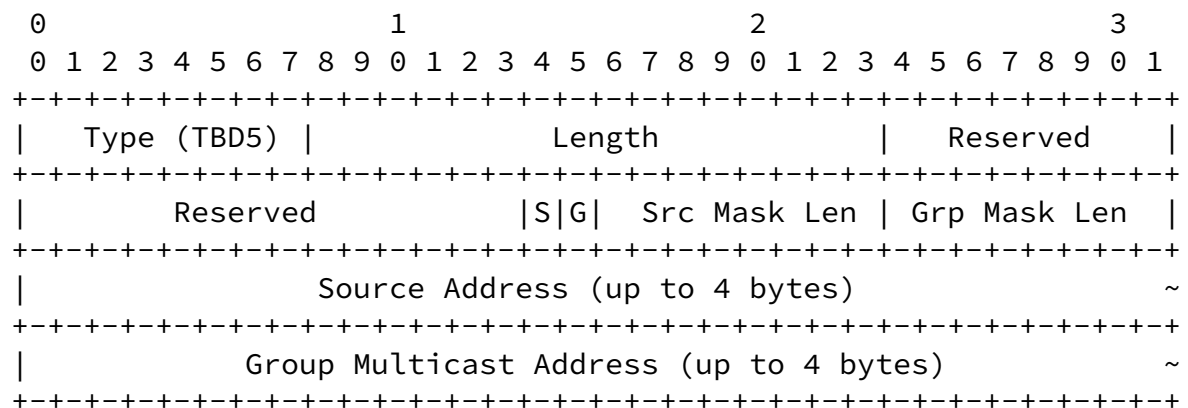 0                   1                   2                   3
 0 1 2 3 4 5 6 7 8 9 0 1 2 3 4 5 6 7 8 9 0 1 2 3 4 5 6 7 8 9 0 1
+-+-+-+-+-+-+-+-+-+-+-+-+-+-+-+-+-+-+-+-+-+-+-+-+-+-+-+-+-+-+-+-+
|   Type (TBD5) |             Length            |   Reserved    |
+-+-+-+-+-+-+-+-+-+-+-+-+-+-+-+-+-+-+-+-+-+-+-+-+-+-+-+-+-+-+-+-+
|        Reserved           |S|G|  Src Mask Len | Grp Mask Len  |
+-+-+-+-+-+-+-+-+-+-+-+-+-+-+-+-+-+-+-+-+-+-+-+-+-+-+-+-+-+-+-+-+
|                Source Address (up to 4 bytes)                 ~
+-+-+-+-+-+-+-+-+-+-+-+-+-+-+-+-+-+-+-+-+-+-+-+-+-+-+-+-+-+-+-+-+
|            Group Multicast Address (up to 4 bytes)            ~
+-+-+-+-+-+-+-+-+-+-+-+-+-+-+-+-+-+-+-+-+-+-+-+-+-+-+-+-+-+-+-+-+